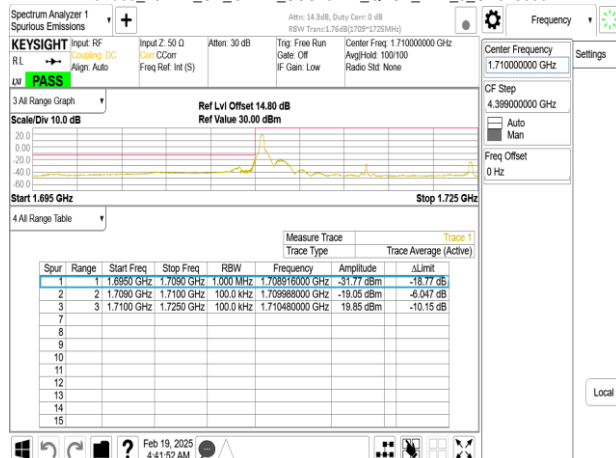 Spectrum Analyzer 1
Spurious Emissions
Attn: 14.3dB, Duty Corr: 0 dB
RBW Trans:1.76dB(1709~1725MHz)
Frequency
Settings
KEYSIGHT
RL
LXI
PASS
Input: RF
Coupling: DC
Align: Auto
Input Z: 50 Ω
Corr CCorr
Freq Ref: Int (S)
Atten: 30 dB
Trig: Free Run
Gate: Off
IF Gain: Low
Center Freq: 1.710000000 GHz
Avg|Hold: 100/100
Radio Std: None
Center Frequency
1.710000000 GHz
CF Step
4.399000000 GHz
Auto
Man
Freq Offset
0 Hz
Local
3 All Range Graph
Scale/Div 10.0 dB
Ref Lvl Offset 14.80 dB
Ref Value 30.00 dBm
20.0
0.00
-20.0
-40.0
-60.0
Start 1.695 GHz
Stop 1.725 GHz
4 All Range Table
Measure Trace Trace 1
Trace Type Trace Average (Active)
Spur Range Start Freq Stop Freq RBW Frequency Amplitude ΔLimit
1 1 1.6950 GHz 1.7090 GHz 1.000 MHz 1.708916000 GHz -31.77 dBm -18.77 dB
2 2 1.7090 GHz 1.7100 GHz 100.0 kHz 1.709988000 GHz -19.05 dBm -6.047 dB
3 3 1.7100 GHz 1.7250 GHz 100.0 kHz 1.710480000 GHz 19.85 dBm -10.15 dB
7
8
9
10
11
12
13
14
15
Feb 19, 2025
4:41:52 AM